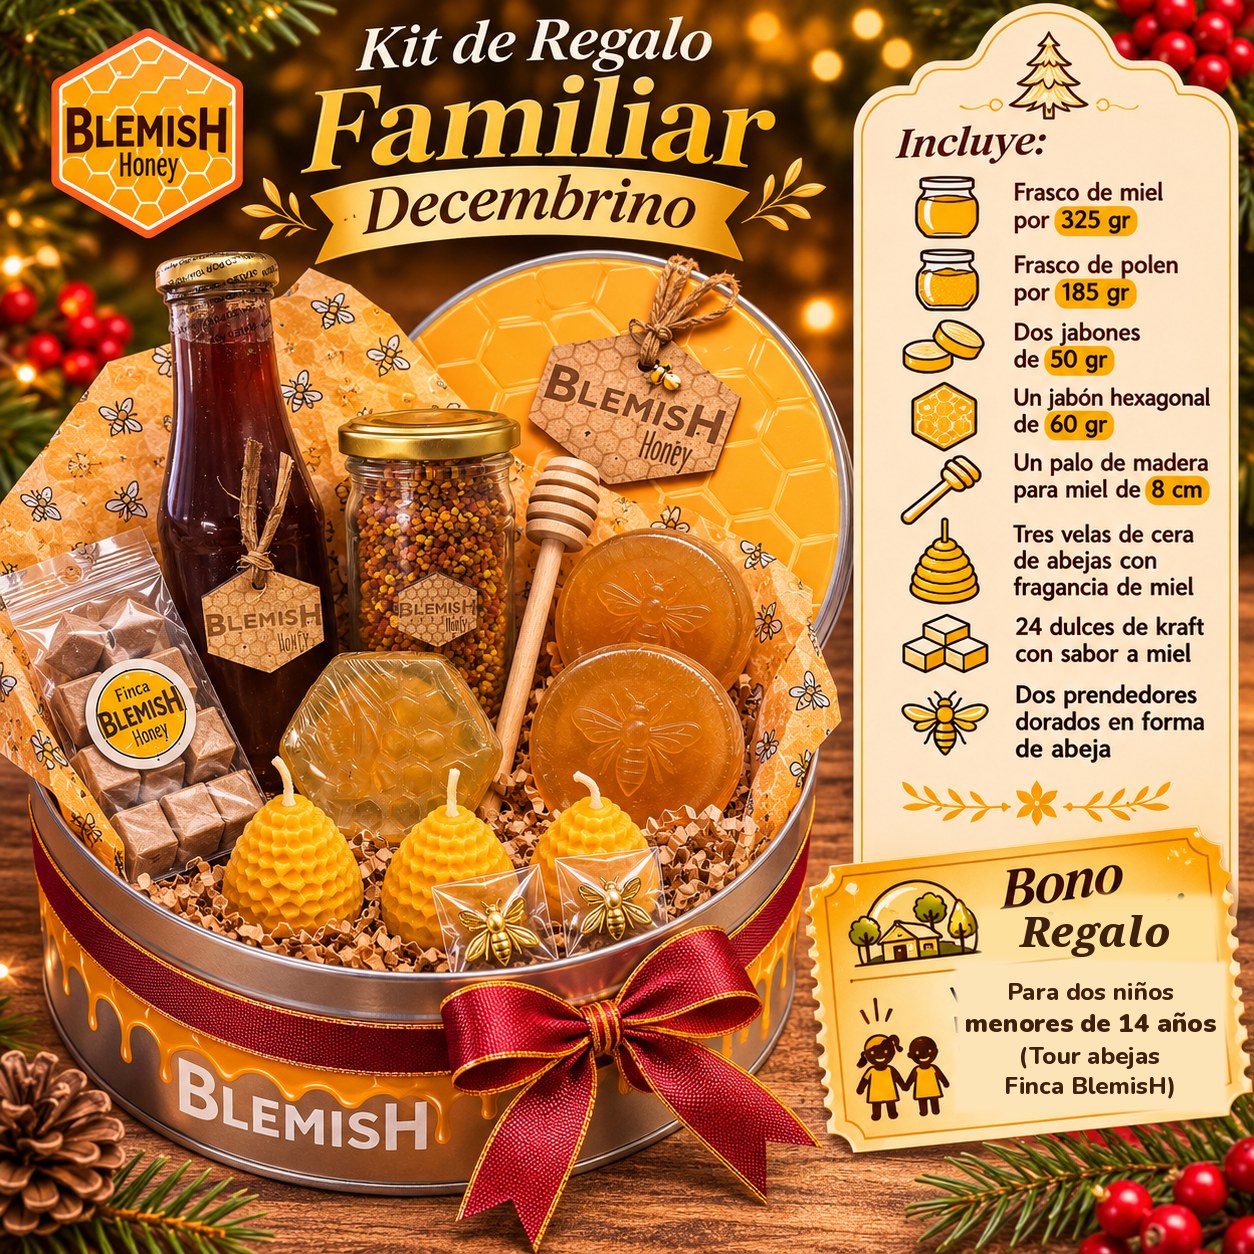 BLEMISH
Honey
Kit de Regalo
Familiar
Decembrino
Incluye:
Frasco de miel
por 325 gr
Frasco de polen
por 185 gr
Dos jabones
de 50 gr
Un jabón hexagonal
de 60 gr
Un palo de madera
para miel de 8 cm
Tres velas de cera
de abejas con
fragancia de miel
24 dulces de kraft
con sabor a miel
Dos prendedores
dorados en forma
de abeja
Bono
Regalo
Para dos niños
menores de 14 años
(Tour abejas
Finca BlemisH)
BLEMISH
Honey
BLEMISH
Honey
BLEMISH
Honey
Finca
BLEMISH
Honey
BLEMISH